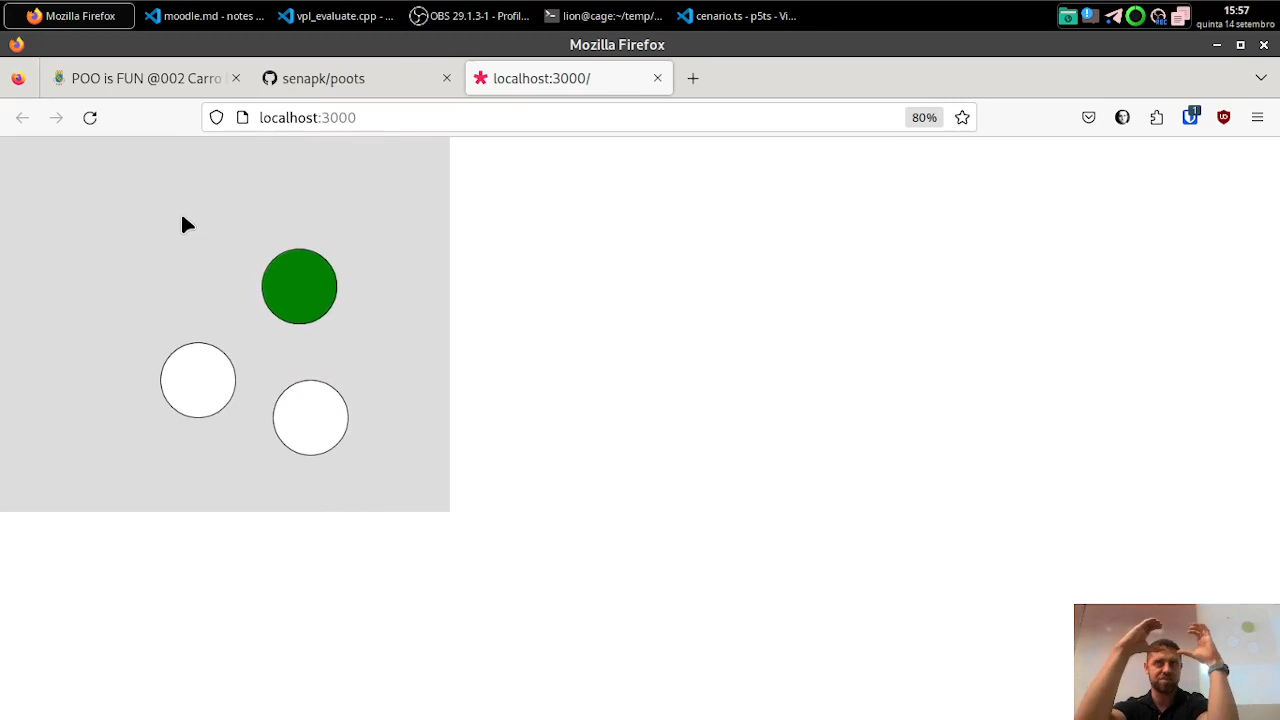 Mozilla Firefox
moodle.md - notes ...
vpl_evaluate.cpp - ...
OBS 29.1.3-1 - Profil...
lion@cage:~/temp/...
cenario.ts - p5ts - Vi...
15:57
quinta 14 setembro
Mozilla Firefox
POO is FUN @002 Carro
senapk/poots
localhost:3000/
localhost:3000
80%
1